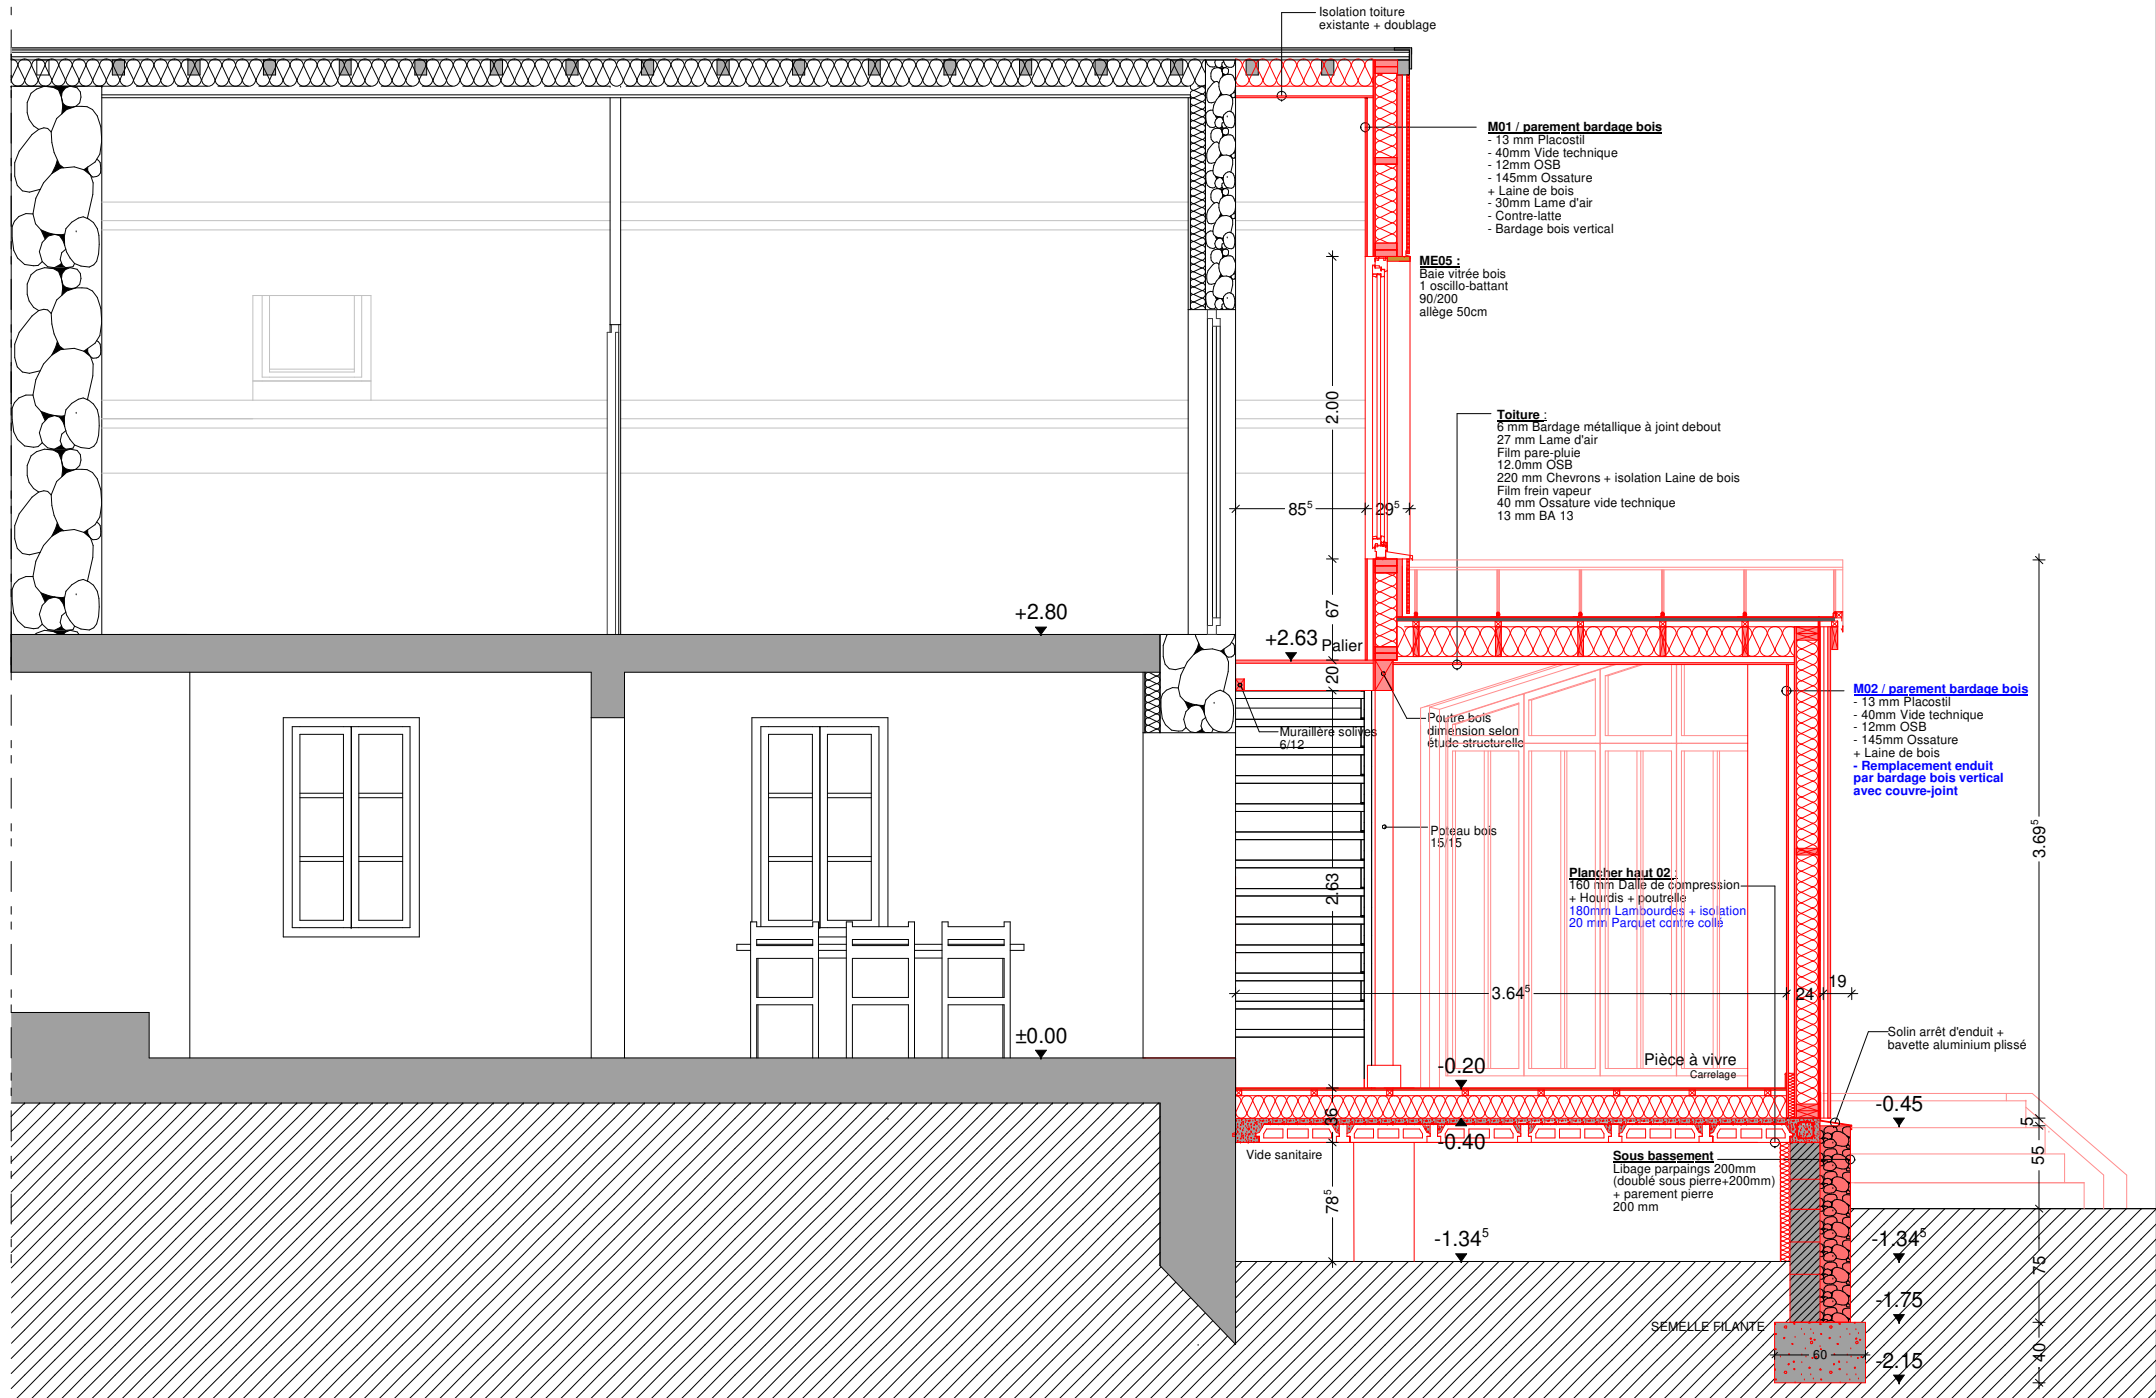 Isolation toiture
existante + doublage
M01 / parement bardage bois
- 13 mm Placostil
- 40mm Vide technique
- 12mm OSB
- 145mm Ossature
+ Laine de bois
- 30mm Lame d'air
- Contre-latte
- Bardage bois vertical
ME05 :
Baie vitrée bois
1 oscillo-battant
90/200
allège 50cm
2.00
Toiture :
6 mm Bardage métallique à joint debout
27 mm Lame d'air
Film pare-pluie
12.0mm OSB
220 mm Chevrons + isolation Laine de bois
Film frein vapeur
40 mm Ossature vide technique
13 mm BA 13
85⁵
29⁵
67
+2.80
+2.63 Palier
20
M02 / parement bardage bois
- 13 mm Placostil
- 40mm Vide technique
- 12mm OSB
- 145mm Ossature
+ Laine de bois
- Remplacement enduit
par bardage bois vertical
avec couvre-joint
Muraillère solives
6/12
Poutre bois
dimension selon
étude structurelle
Poteau bois
15/15
3.69⁵
2.63
Plancher haut 02 :
160 mm Dalle de compression
+ Hourdis + poutrelle
180mm Lambourdes + isolation
20 mm Parquet contre collé
3.64⁵
24
19
±0.00
Solin arrêt d'enduit +
bavette aluminium plissé
-0.20
Pièce à vivre
Carrelage
36
-0.45
5
-0.40
Vide sanitaire
Sous bassement
Libage parpaings 200mm
(doublé sous pierre+200mm)
+ parement pierre
200 mm
55
78⁵
-1.34⁵
-1.34⁵
75
-1.75
SEMELLE FILANTE
60
-2.15
40